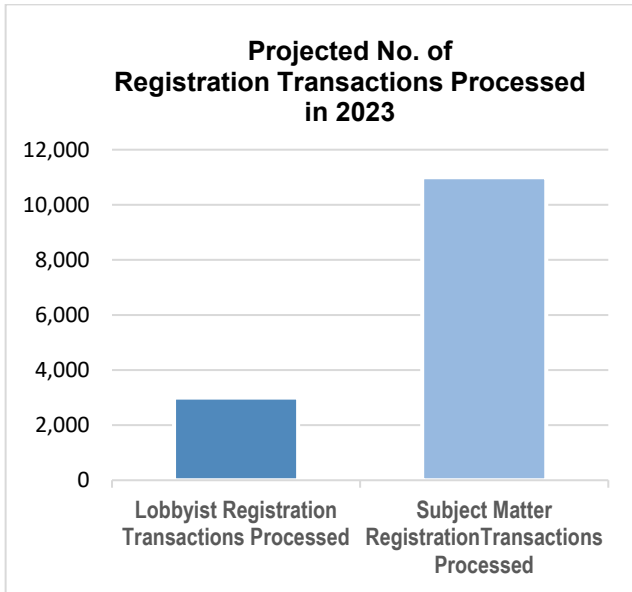 Projected No. of
Registration Transactions Processed
in 2023
12,000
10,000
8,000
6,000
4,000
2,000
0
Lobbyist Registration
Transactions Processed
Subject Matter
RegistrationTransactions
Processed